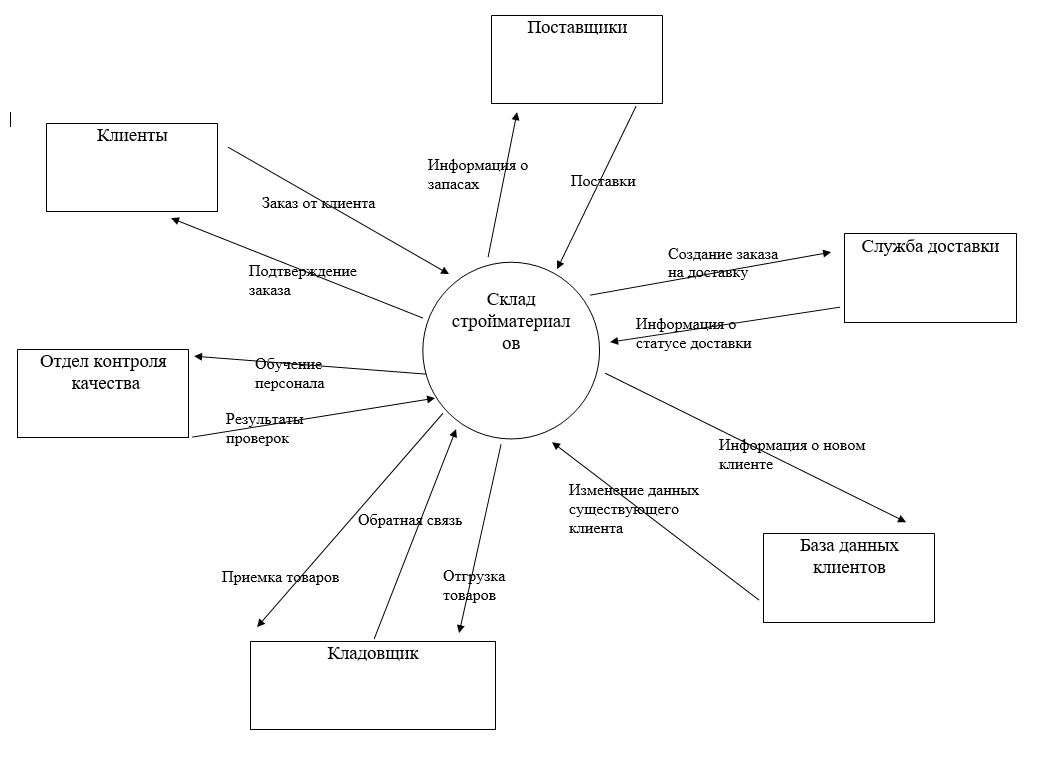 Поставщики
Клиенты
Информация о
запасах
Поставки
Заказ от клиента
Служба доставки
Создание заказа
на доставку
Подтверждение
заказа
Склад
стройматериал
ов
Информация о
статусе доставки
Отдел контроля
качества
Обучение
персонала
Результаты
проверок
Информация о новом
клиенте
Изменение данных
существующего
клиента
Обратная связь
База данных
клиентов
Приемка товаров
Отгрузка
товаров
Кладовщик